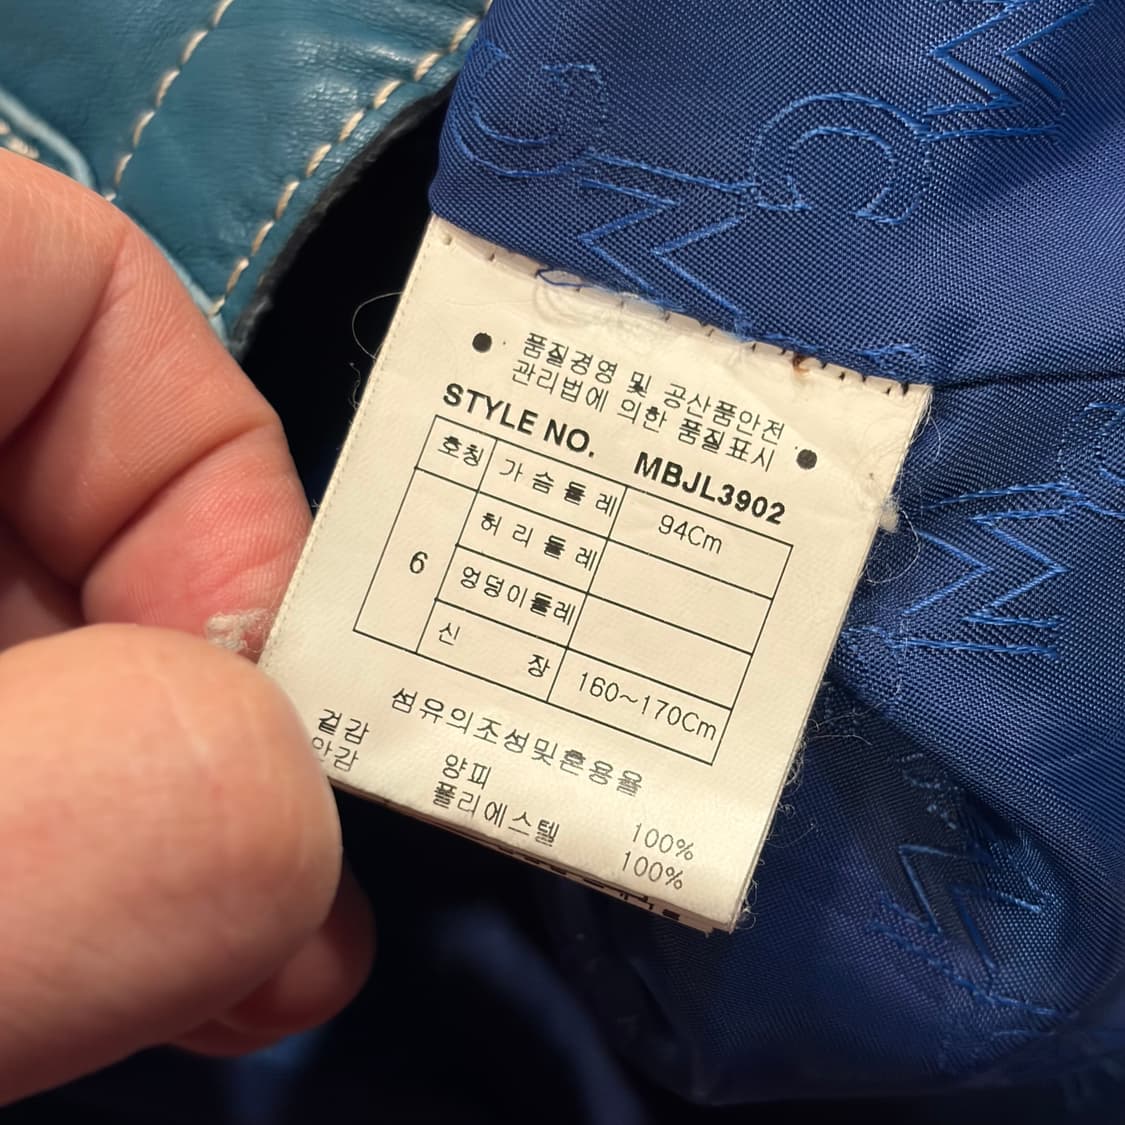 ● 품질경영 및 공산품안전
관리법에 의한 품질표시 ●
STYLE NO. MBJL3902
호칭 가슴둘레 94Cm
6 허리둘레
엉덩이둘레
신장 160~170Cm
섬유의조성및혼용율
겉감 양피 100%
안감 폴리에스텔 100%